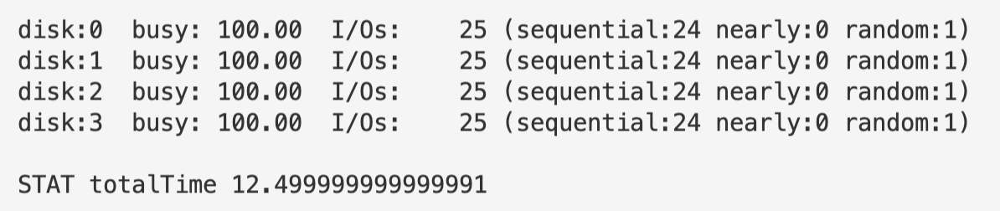 disk:0  busy: 100.00  I/Os:    25 (sequential:24 nearly:0 random:1)
disk:1  busy: 100.00  I/Os:    25 (sequential:24 nearly:0 random:1)
disk:2  busy: 100.00  I/Os:    25 (sequential:24 nearly:0 random:1)
disk:3  busy: 100.00  I/Os:    25 (sequential:24 nearly:0 random:1)

STAT totalTime 12.499999999999991